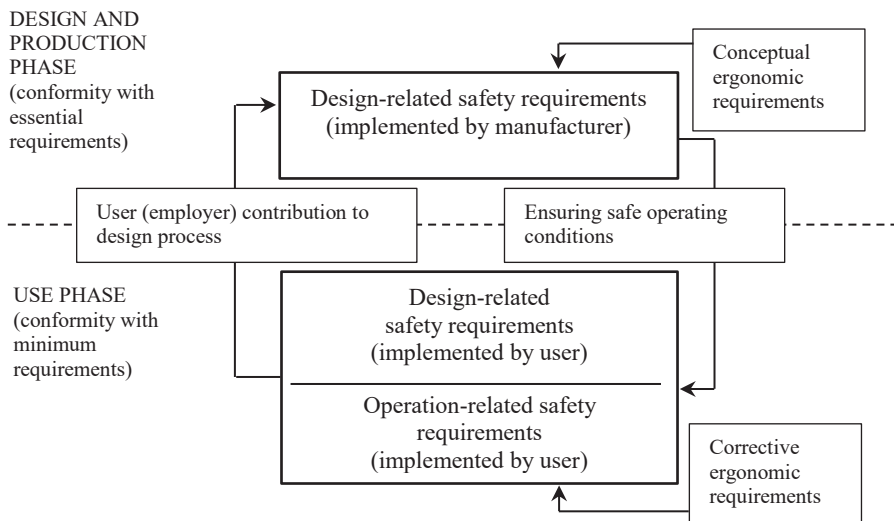 DESIGN AND
PRODUCTION
PHASE
(conformity with
essential
requirements)
Conceptual
ergonomic
requirements
Design-related safety requirements
(implemented by manufacturer)
User (employer) contribution to
design process
Ensuring safe operating
conditions
USE PHASE
(conformity with
minimum
requirements)
Design-related
safety requirements
(implemented by user)
Operation-related safety
requirements
(implemented by user)
Corrective
ergonomic
requirements